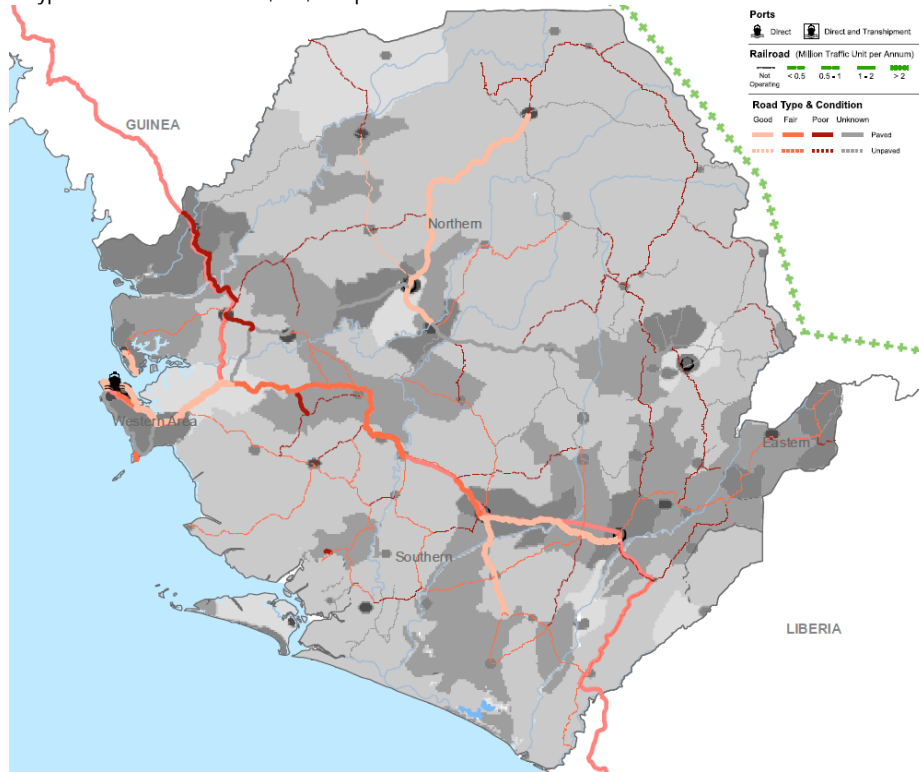 Ports
Direct
Direct and Transhipment
Railroad (Million Traffic Unit per Annum)
Not Operating
< 0.5
0.5 - 1
1 - 2
> 2
Road Type & Condition
Good Fair Poor Unknown
Paved
Unpaved
GUINEA
Northern
Western Area
Eastern
Southern
LIBERIA